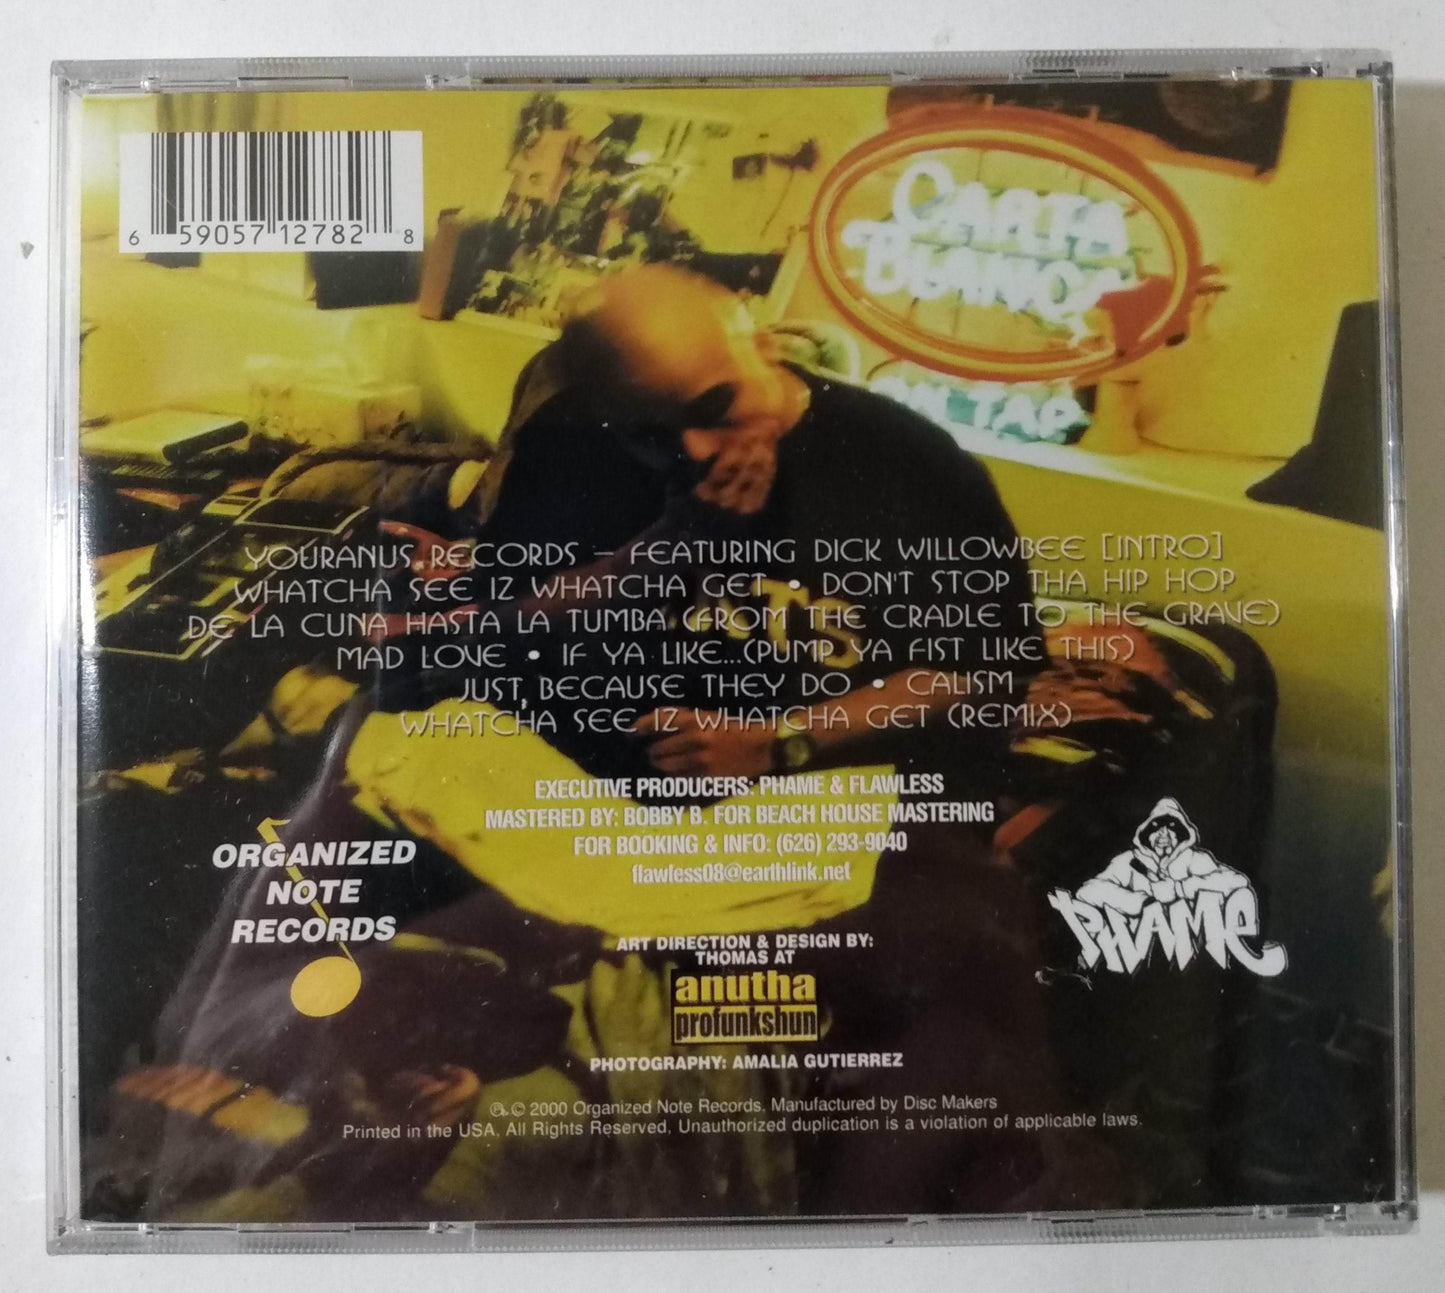 6 59057 12782 8
CARTA
BLANCA
ON TAP
YOURANUS RECORDS – FEATURING DICK WILLOWBEE [INTRO]
WHATCHA SEE IZ WHATCHA GET • DON'T STOP THA HIP HOP
DE LA CUNA HASTA LA TUMBA (FROM THE CRADLE TO THE GRAVE)
MAD LOVE • IF YA LIKE...(PUMP YA FIST LIKE THIS)
JUST BECAUSE THEY DO • CALISM
WHATCHA SEE IZ WHATCHA GET (REMIX)
EXECUTIVE PRODUCERS: PHAME & FLAWLESS
MASTERED BY: BOBBY B. FOR BEACH HOUSE MASTERING
FOR BOOKING & INFO: (626) 293-9040
flawless08@earthlink.net
ORGANIZED
NOTE
RECORDS
PHAME
ART DIRECTION & DESIGN BY:
THOMAS AT
anutha
profunkshun
PHOTOGRAPHY: AMALIA GUTIERREZ
℗ © 2000 Organized Note Records. Manufactured by Disc Makers
Printed in the USA. All Rights Reserved, Unauthorized duplication is a violation of applicable laws.